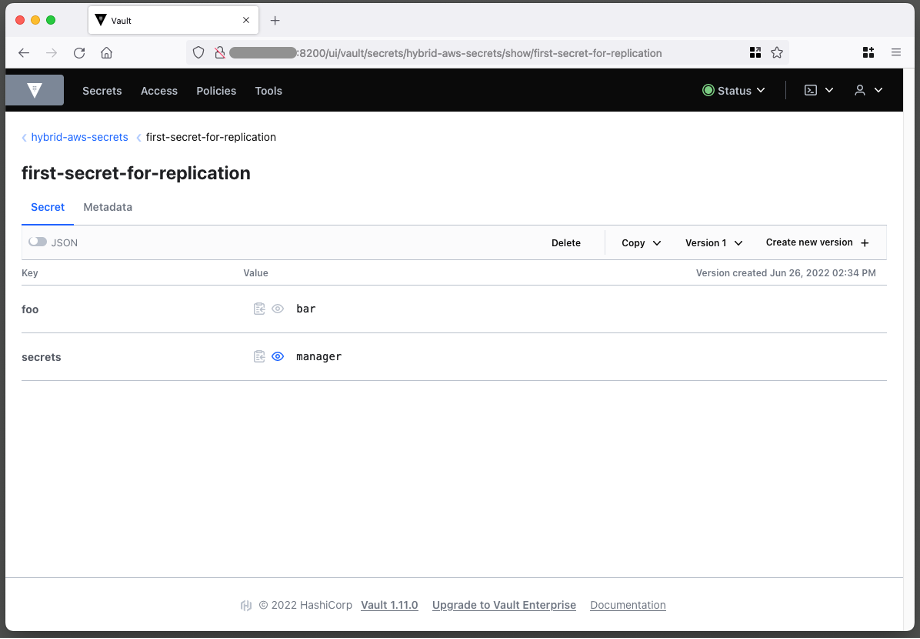 Vault
:8200/ui/vault/secrets/hybrid-aws-secrets/show/first-secret-for-replication
Secrets Access Policies Tools Status
hybrid-aws-secrets first-secret-for-replication
first-secret-for-replication
Secret Metadata
JSON Delete Copy Version 1 Create new version +
Key Value Version created Jun 26, 2022 02:34 PM
foo bar
secrets manager
© 2022 HashiCorp Vault 1.11.0 Upgrade to Vault Enterprise Documentation